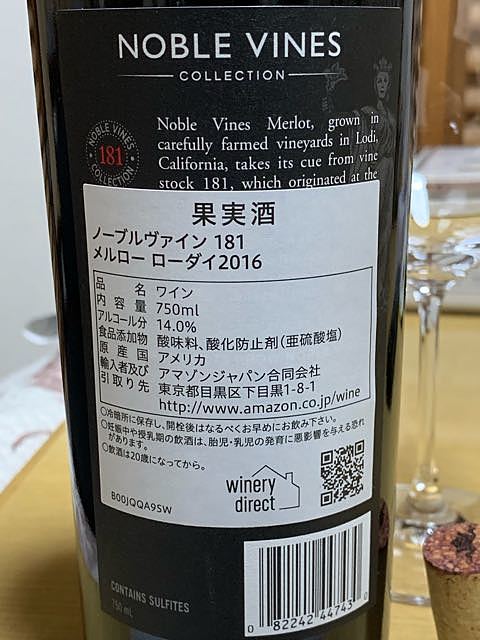 NOBLE VINES
COLLECTION
NOBLE VINES
181
COLLECTION
Noble Vines Merlot, grown in
carefully farmed vineyards in Lodi,
California, takes its cue from vine
stock 181, which originated at the
果実酒
ノーブルヴァイン 181
メルロー ローダイ2016
品名 ワイン
内容量 750ml
アルコール分 14.0%
食品添加物 酸味料、酸化防止剤(亜硫酸塩)
原産国 アメリカ
輸入者及び アマゾンジャパン合同会社
引取り先 東京都目黒区下目黒1-8-1
http://www.amazon.co.jp/wine
○冷暗所に保存し、開栓後はなるべくお早めにお飲み下さい。
○妊娠中や授乳期の飲酒は、胎児・乳児の発育に悪影響を与える恐れ
があります。
○飲酒は20歳になってから。
winery
direct
B00JQQA9SW
CONTAINS SULFITES
750 mL
0 82242 44743 0